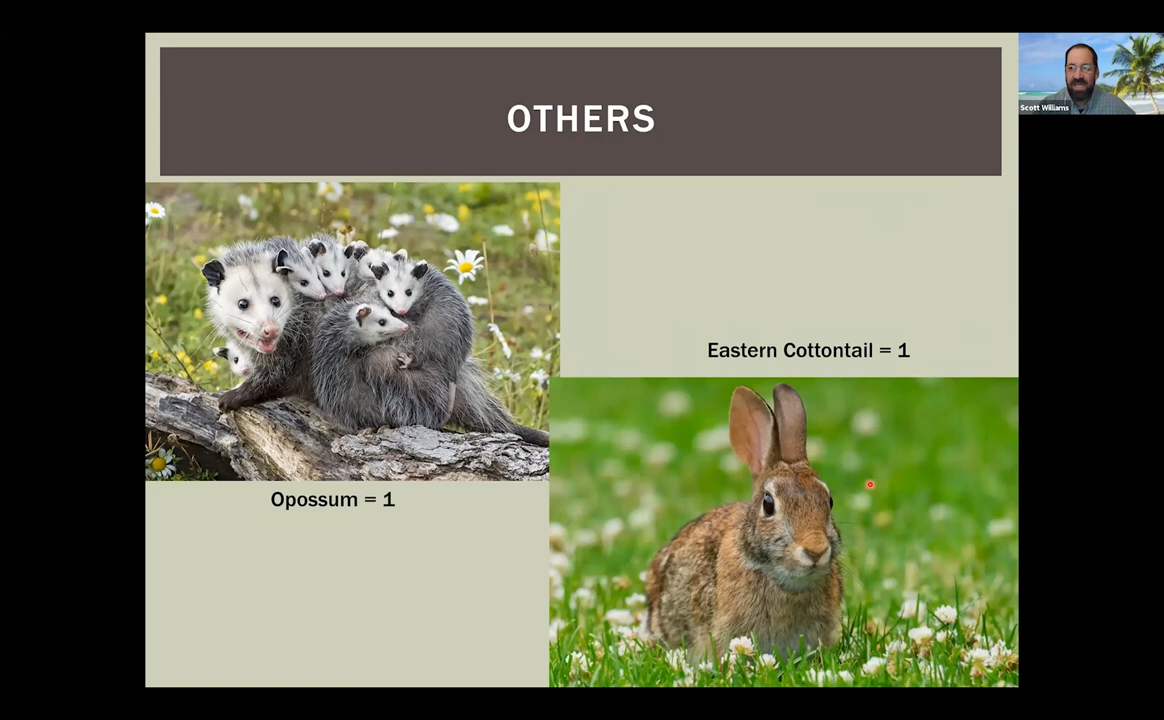 OTHERS
Scott Williams
Eastern Cottontail = 1
Opossum = 1